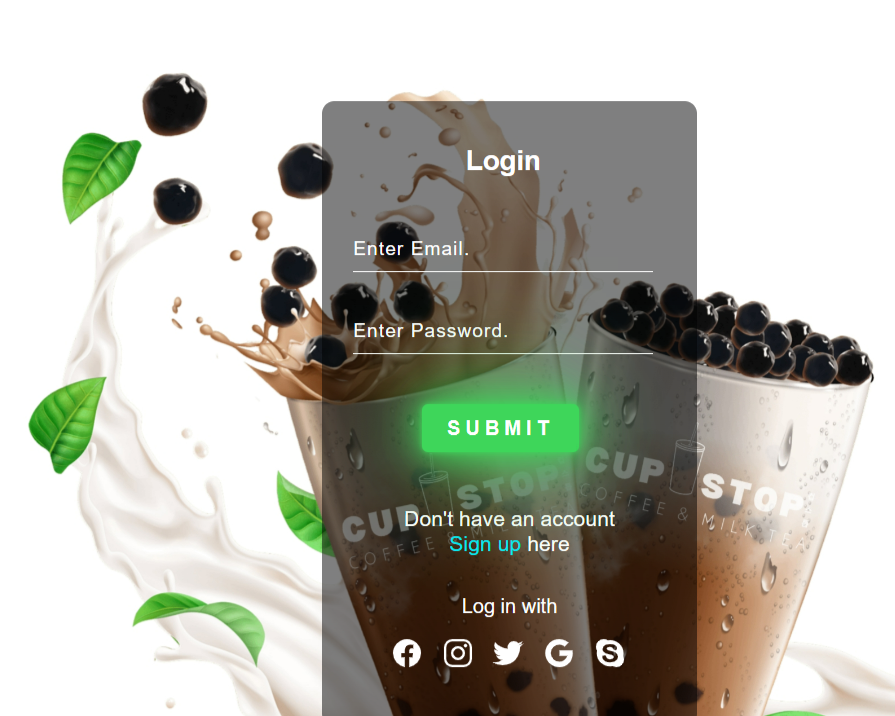 Login
Enter Email.
Enter Password.
SUBMIT
CUP STOP
COFFEE & MILK TEA
CUP STOP
COFFEE & MILK TEA
Don't have an account
Sign up here
Log in with